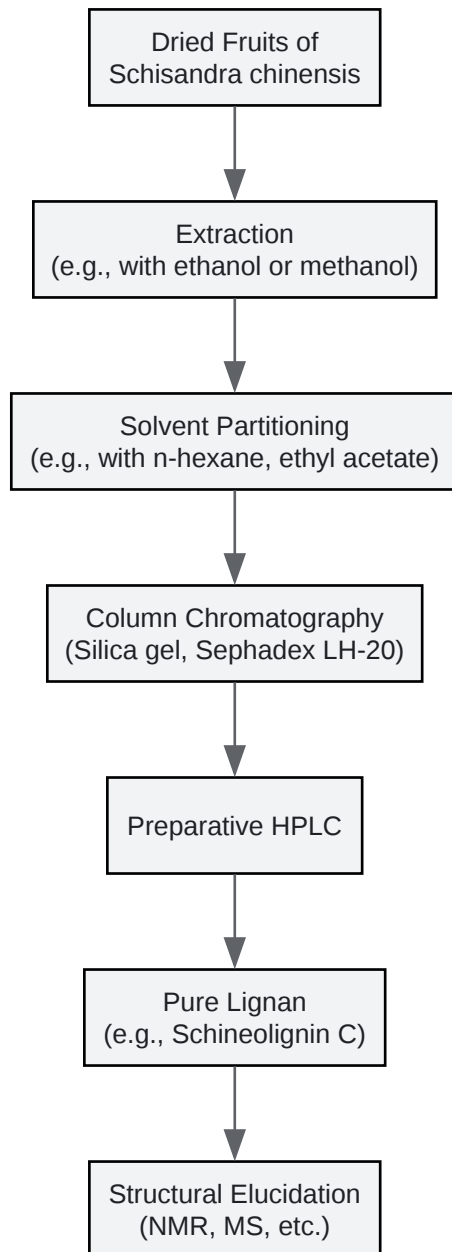 Dried Fruits of
Schisandra chinensis
Extraction
(e.g., with ethanol or methanol)
Solvent Partitioning
(e.g., with n-hexane, ethyl acetate)
Column Chromatography
(Silica gel, Sephadex LH-20)
Preparative HPLC
Pure Lignan
(e.g., Schineolignin C)
Structural Elucidation
(NMR, MS, etc.)